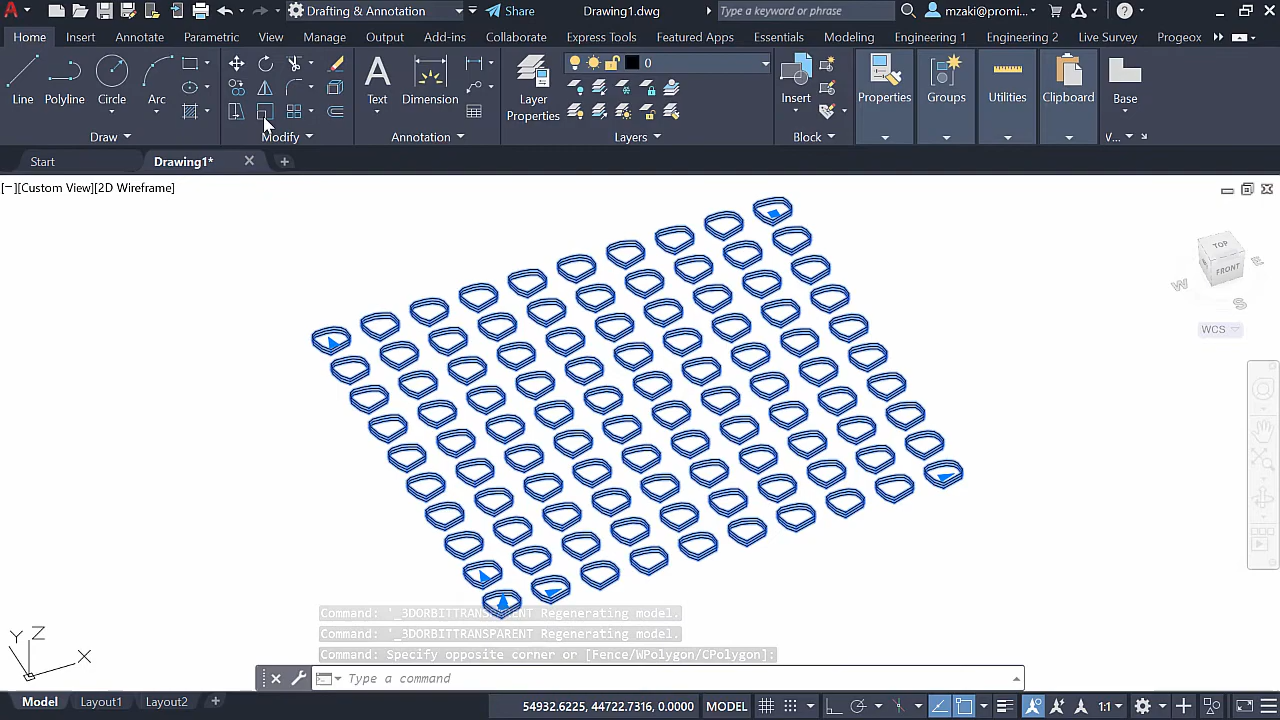 Drafting & Annotation
Share
Drawing1.dwg
Type a keyword or phrase
mzaki@promi...
Home Insert Annotate Parametric View Manage Output Add-ins Collaborate Express Tools Featured Apps Essentials Modeling Engineering 1 Engineering 2 Live Survey Progeox
Line Polyline Circle Arc Text Dimension Layer Properties Insert Properties Groups Utilities Clipboard Base
0
Draw Modify Annotation Layers Block V...
Start Drawing1*
[−][Custom View][2D Wireframe]
TOP
FRONT
W E
S
WCS
Command: '_3DORBITTRANSPARENT Regenerating model.
Command: '_3DORBITTRANSPARENT Regenerating model.
Command: Specify opposite corner or [Fence/WPolygon/CPolygon]:
Y Z
X
Type a command
Model Layout1 Layout2
54932.6225, 44722.7316, 0.0000 MODEL 1:1